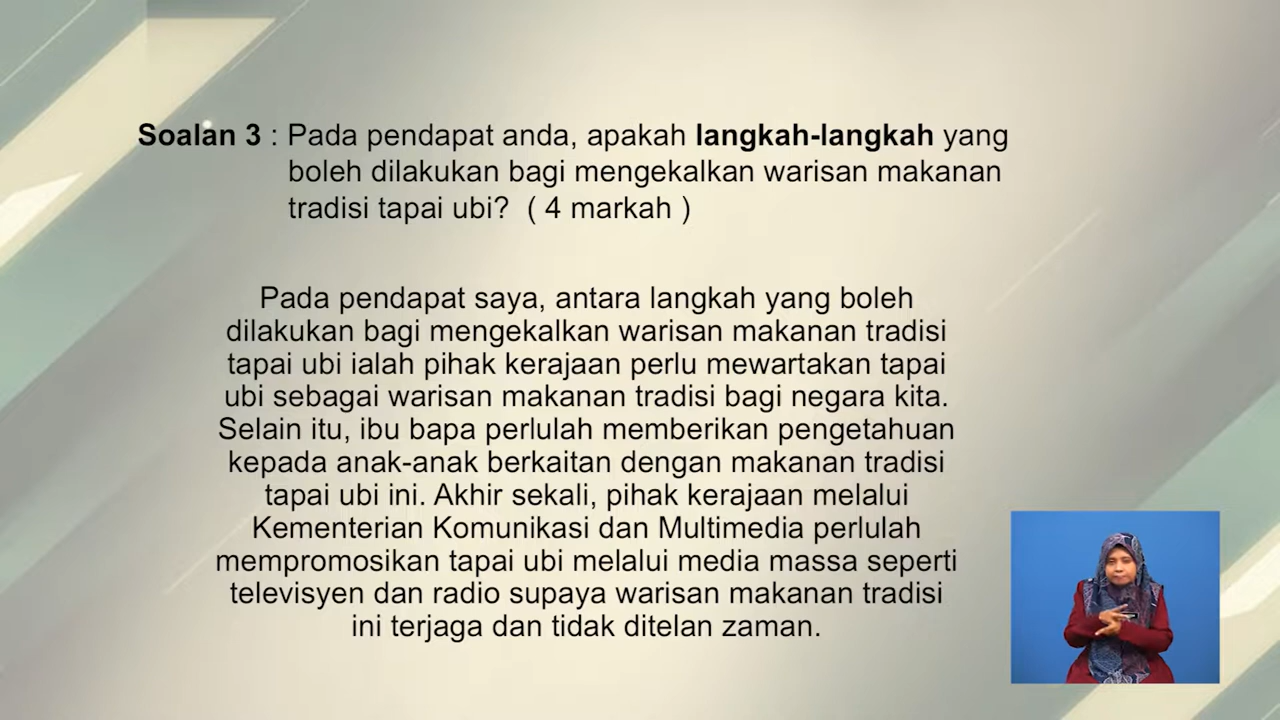 Soalan 3 : Pada pendapat anda, apakah langkah-langkah yang
boleh dilakukan bagi mengekalkan warisan makanan
tradisi tapai ubi? ( 4 markah )
Pada pendapat saya, antara langkah yang boleh
dilakukan bagi mengekalkan warisan makanan tradisi
tapai ubi ialah pihak kerajaan perlu mewartakan tapai
ubi sebagai warisan makanan tradisi bagi negara kita.
Selain itu, ibu bapa perlulah memberikan pengetahuan
kepada anak-anak berkaitan dengan makanan tradisi
tapai ubi ini. Akhir sekali, pihak kerajaan melalui
Kementerian Komunikasi dan Multimedia perlulah
mempromosikan tapai ubi melalui media massa seperti
televisyen dan radio supaya warisan makanan tradisi
ini terjaga dan tidak ditelan zaman.